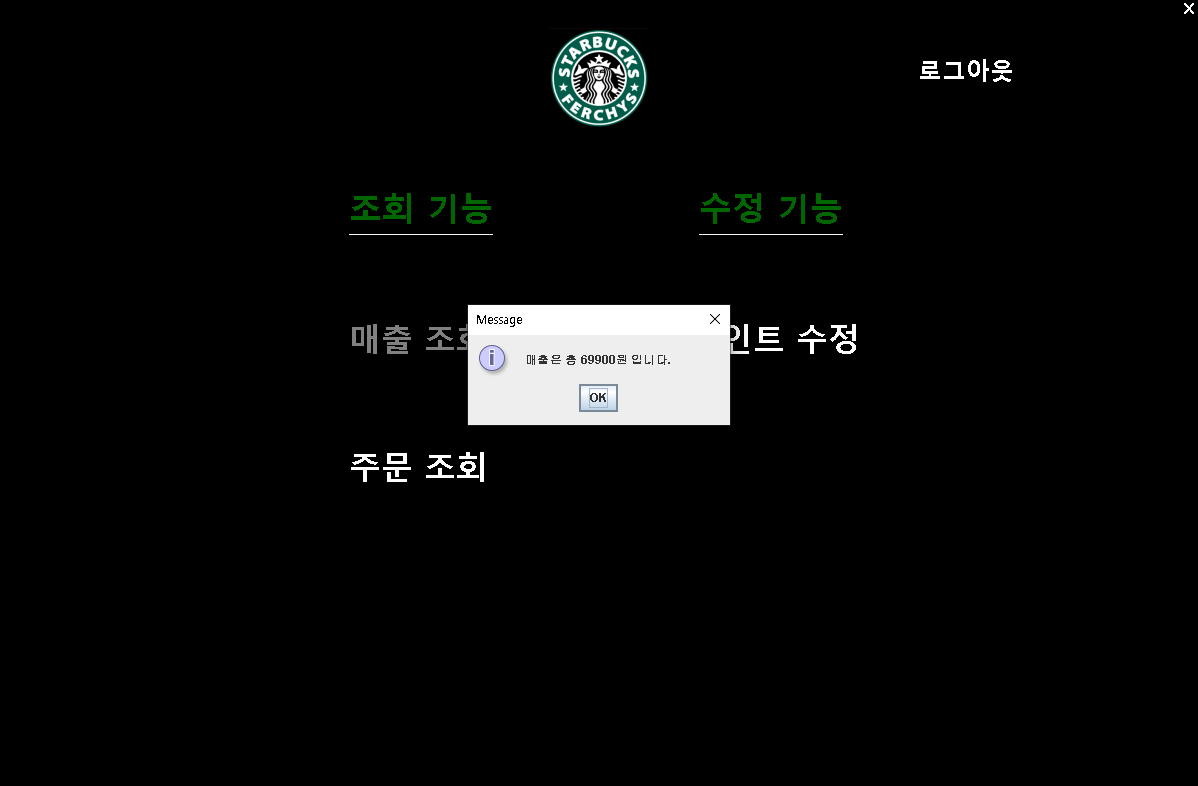 STARBUCKS
FERCHYS
로그아웃
조회 기능
수정 기능
매출 조회
인트 수정
Message
매출은 총 69900원 입니다.
OK
주문 조회